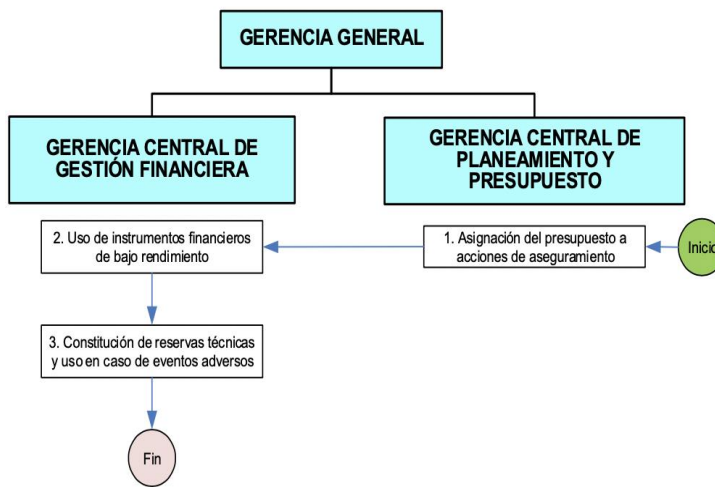 GERENCIA GENERAL
GERENCIA CENTRAL DE
GESTIÓN FINANCIERA
GERENCIA CENTRAL DE
PLANEAMIENTO Y
PRESUPUESTO
Inicio
1. Asignación del presupuesto a
acciones de aseguramiento
2. Uso de instrumentos financieros
de bajo rendimiento
3. Constitución de reservas técnicas
y uso en caso de eventos adversos
Fin